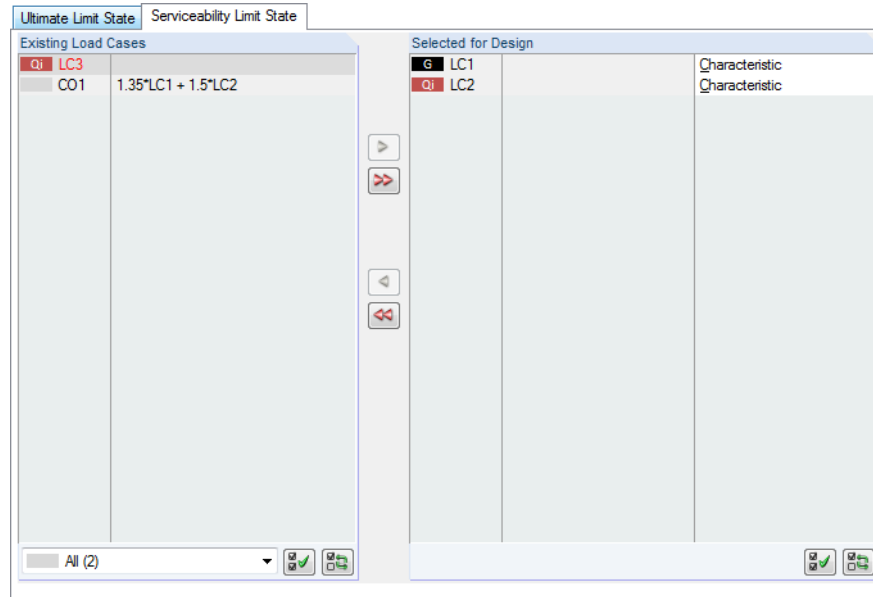 Ultimate Limit State Serviceability Limit State
Existing Load Cases Selected for Design
Qi LC3 G LC1 Characteristic
CO1 1.35*LC1 + 1.5*LC2 Qi LC2 Characteristic
All (2)